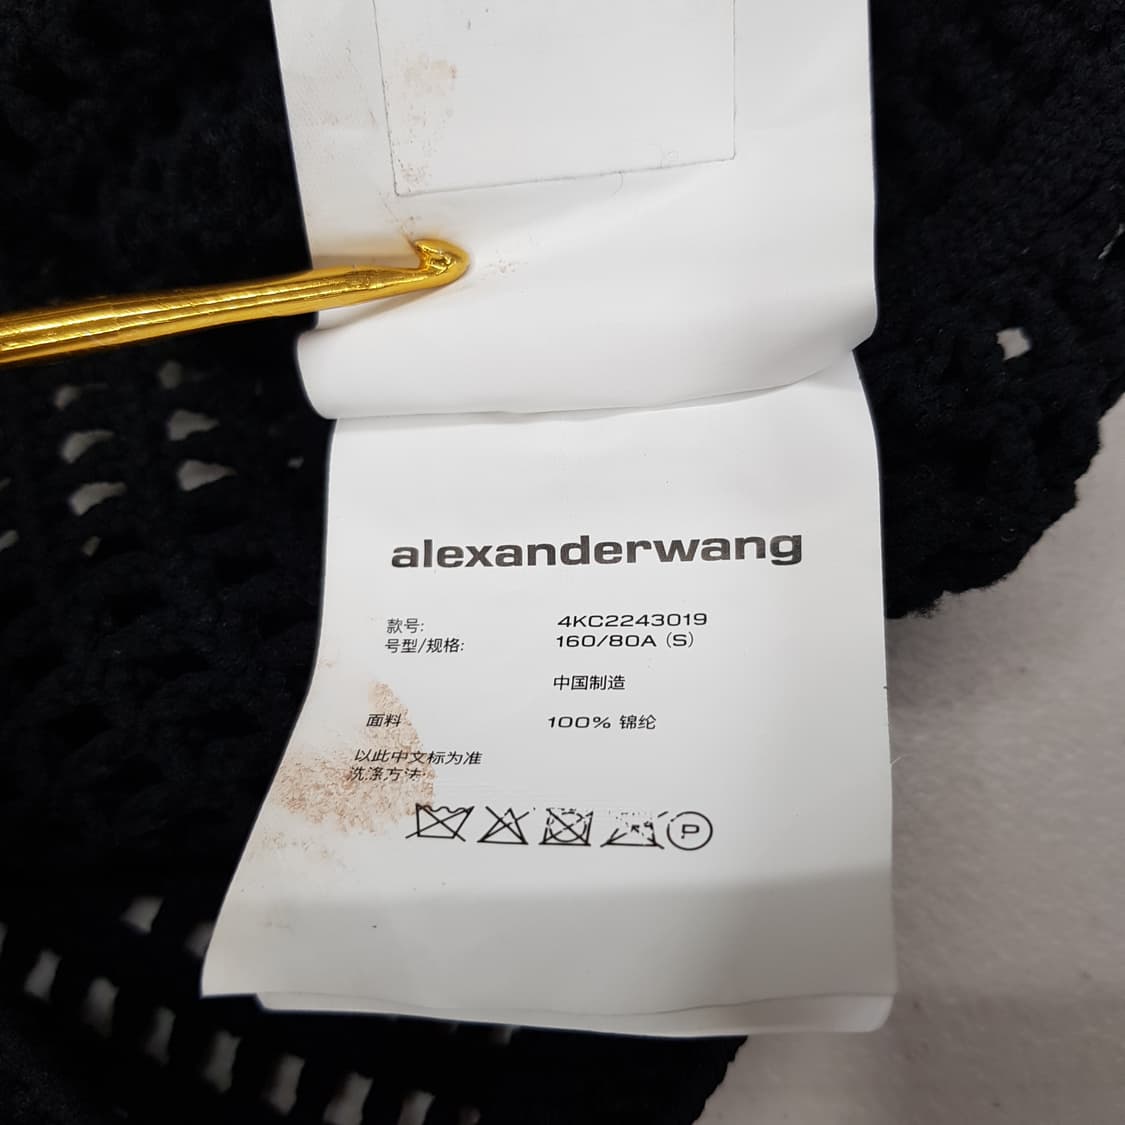 alexanderwang
款号: 4KC2243019
号型/规格: 160/80A (S)
中国制造
面料 100% 锦纶
以此中文标为准
洗涤方法:
P